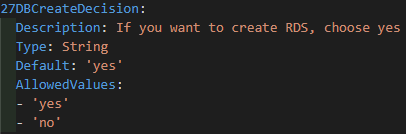 27DBCreateDecision:
Description: If you want to create RDS, choose yes
Type: String
Default: 'yes'
AllowedValues:
- 'yes'
- 'no'